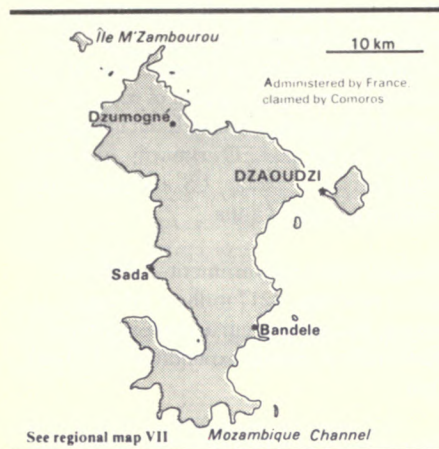 Île M'Zambourou
10 km
Administered by France,
claimed by Comoros
Dzumogné
DZAOUDZI
Sada
Bandele
See regional map VII
Mozambique Channel